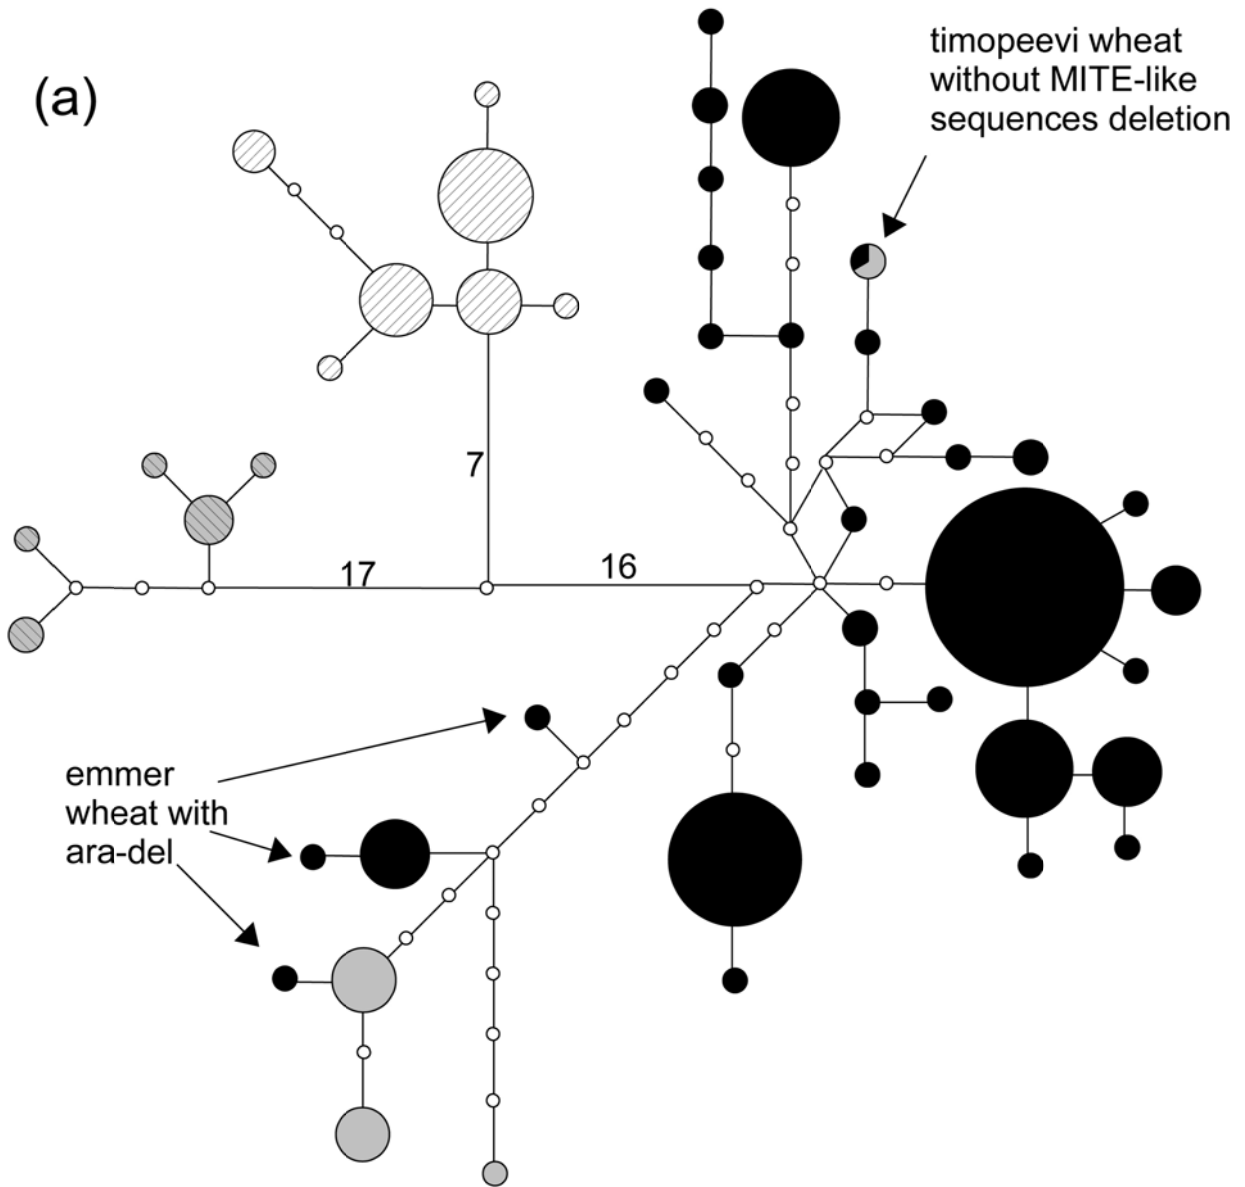 (a)
timopeevi wheat
without MITE-like
sequences deletion
7
17
16
emmer
wheat with
ara-del